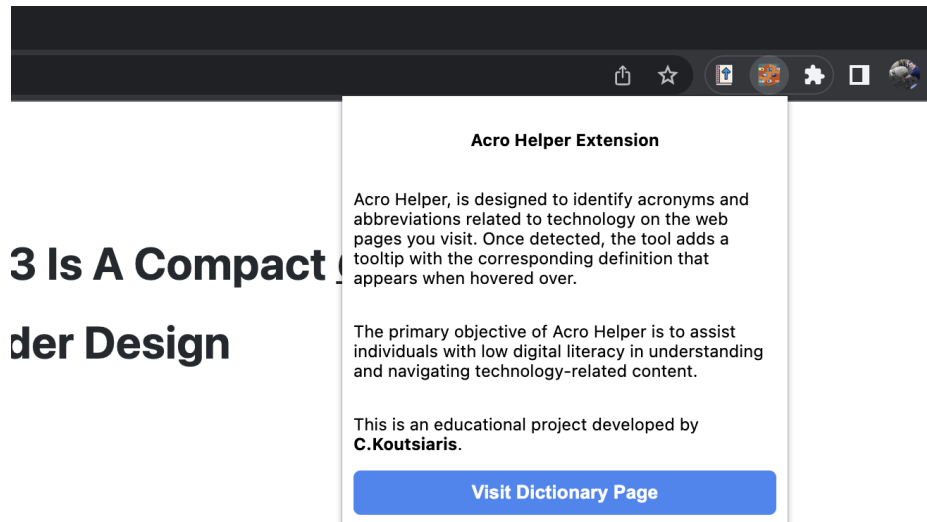 Acro Helper Extension
Acro Helper, is designed to identify acronyms and
abbreviations related to technology on the web
pages you visit. Once detected, the tool adds a
tooltip with the corresponding definition that
appears when hovered over.
The primary objective of Acro Helper is to assist
individuals with low digital literacy in understanding
and navigating technology-related content.
This is an educational project developed by
C.Koutsiaris.
Visit Dictionary Page
3 Is A Compact
der Design